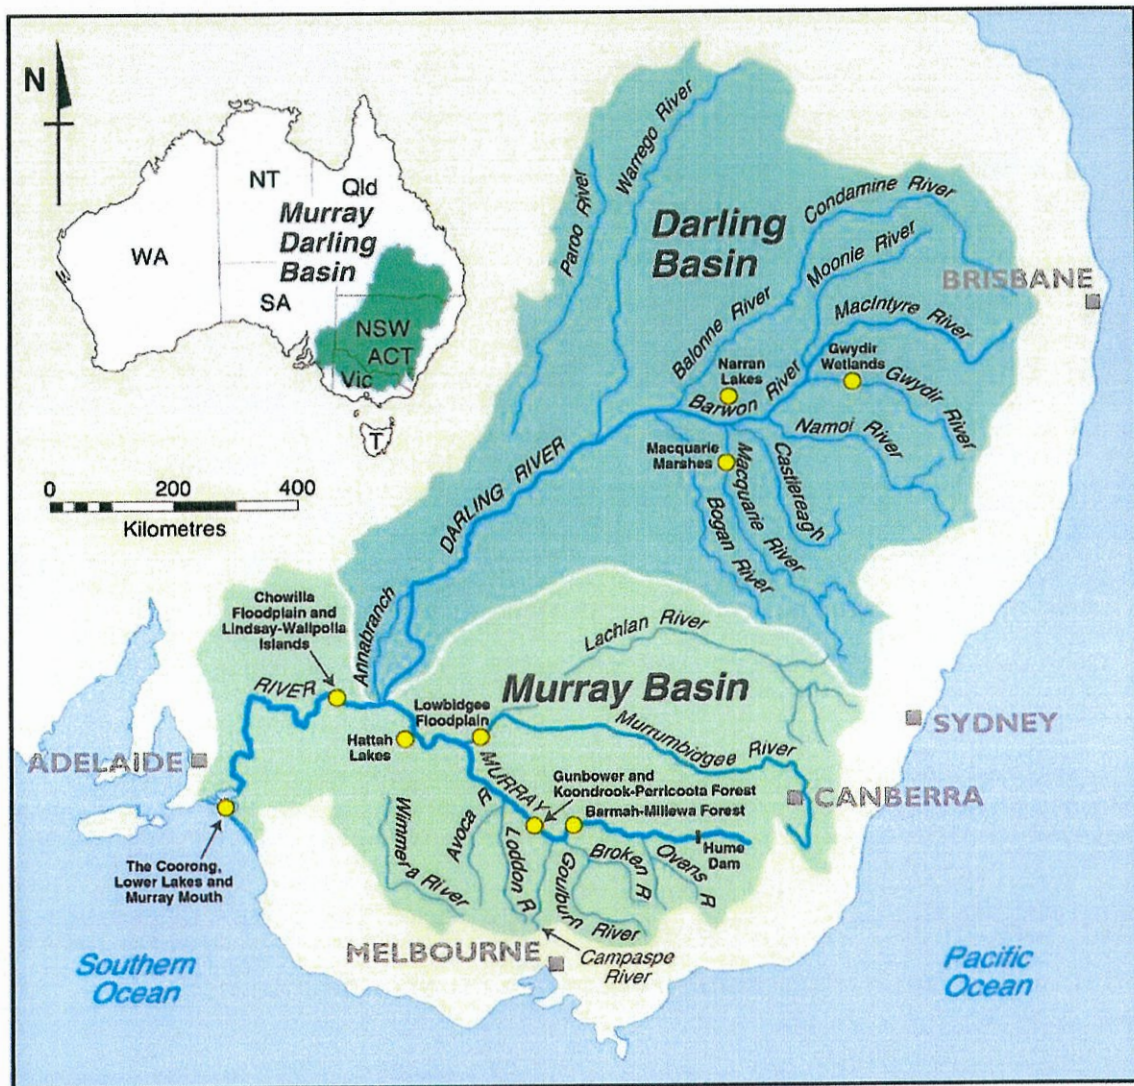 N
WA
NT
Qld
SA
NSW
ACT
Vic
T
Murray
Darling
Basin
0 200 400
Kilometres
Darling
Basin
Paroo River
Warrego River
Condamine River
Moonie River
Balonne River
MacIntyre River
BRISBANE
Narran
Lakes
Gwydir
Wetlands
Gwydir River
Barwon River
Namoi River
Macquarie
Marshes
Castlereagh
Macquarie River
Bogan River
DARLING RIVER
Annabranch
Chowilla
Floodplain and
Lindsay-Wallpolla
Islands
Lachlan River
Murray Basin
RIVER
Lowbidgee
Floodplain
Hattah
Lakes
Murrumbidgee River
SYDNEY
ADELAIDE
MURRAY
Gunbower and
Koondrook-Perricoota Forest
CANBERRA
Barmah-Millewa Forest
Hume
Dam
Wimmera River
Avoca R
Loddon R
Goulburn River
Broken R
Ovens R
The Coorong,
Lower Lakes and
Murray Mouth
MELBOURNE
Campaspe
River
Southern
Ocean
Pacific
Ocean